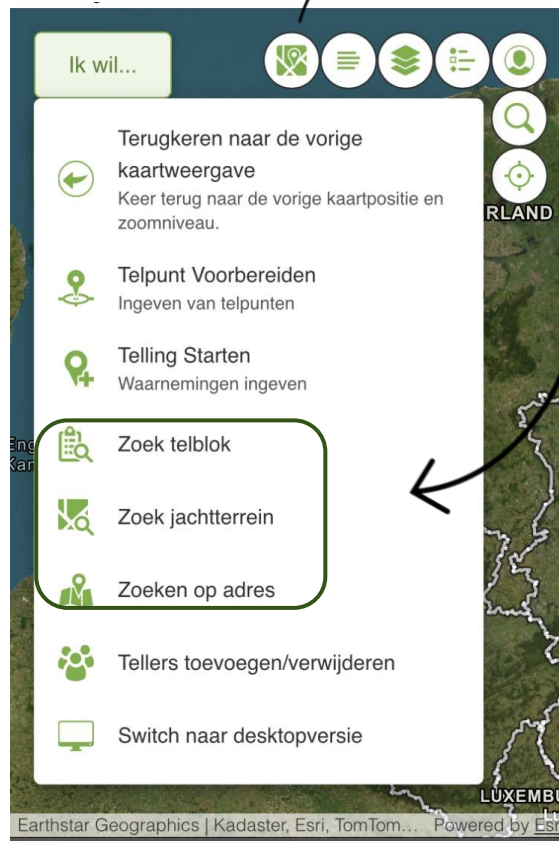 Ik wil...
Terugkeren naar de vorige
kaartweergave
Keer terug naar de vorige kaartpositie en
zoomniveau.
RLAND
Telpunt Voorbereiden
Ingeven van telpunten
Telling Starten
Waarnemingen ingeven
Eng
Kan
Zoek telblok
Zoek jachtterrein
Zoeken op adres
Tellers toevoegen/verwijderen
Switch naar desktopversie
LUXEMBU
Earthstar Geographics | Kadaster, Esri, TomTom... Powered by Esri